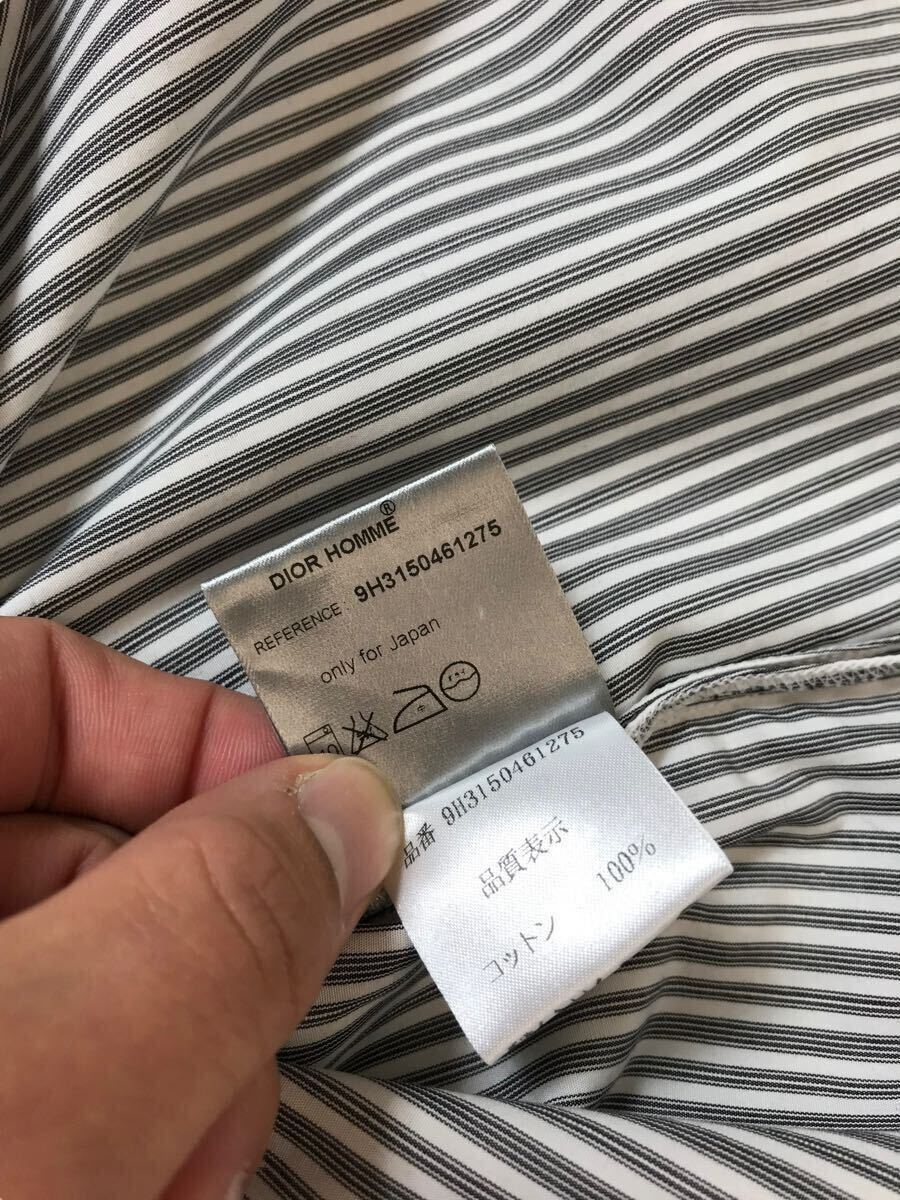 DIOR HOMME®
REFERENCE 9H3150461275
only for Japan
品番 9H3150461275
品質表示
コットン 100%